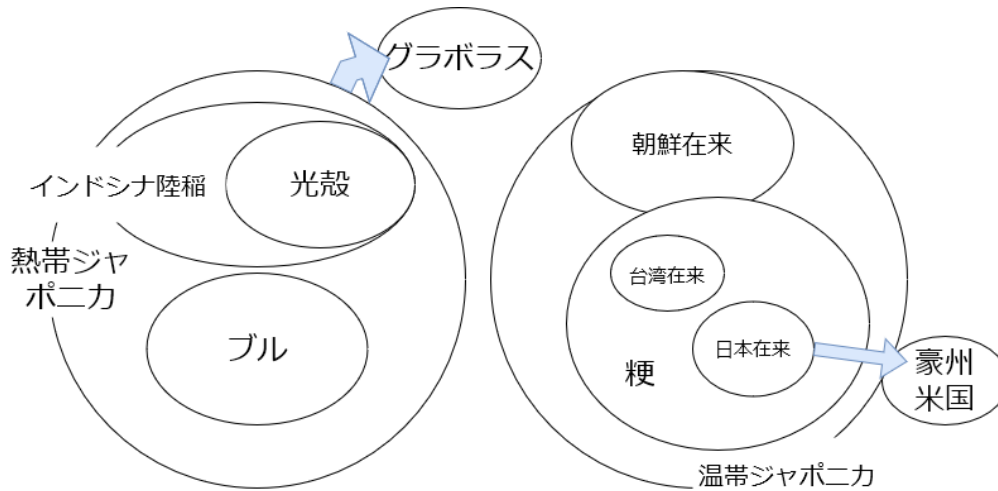 グラボラス
朝鮮在来
光殻
インドシナ陸稲
熱帯ジャ
ポニカ
台湾在来
ブル
日本在来
粳
豪州
米国
温帯ジャポニカ